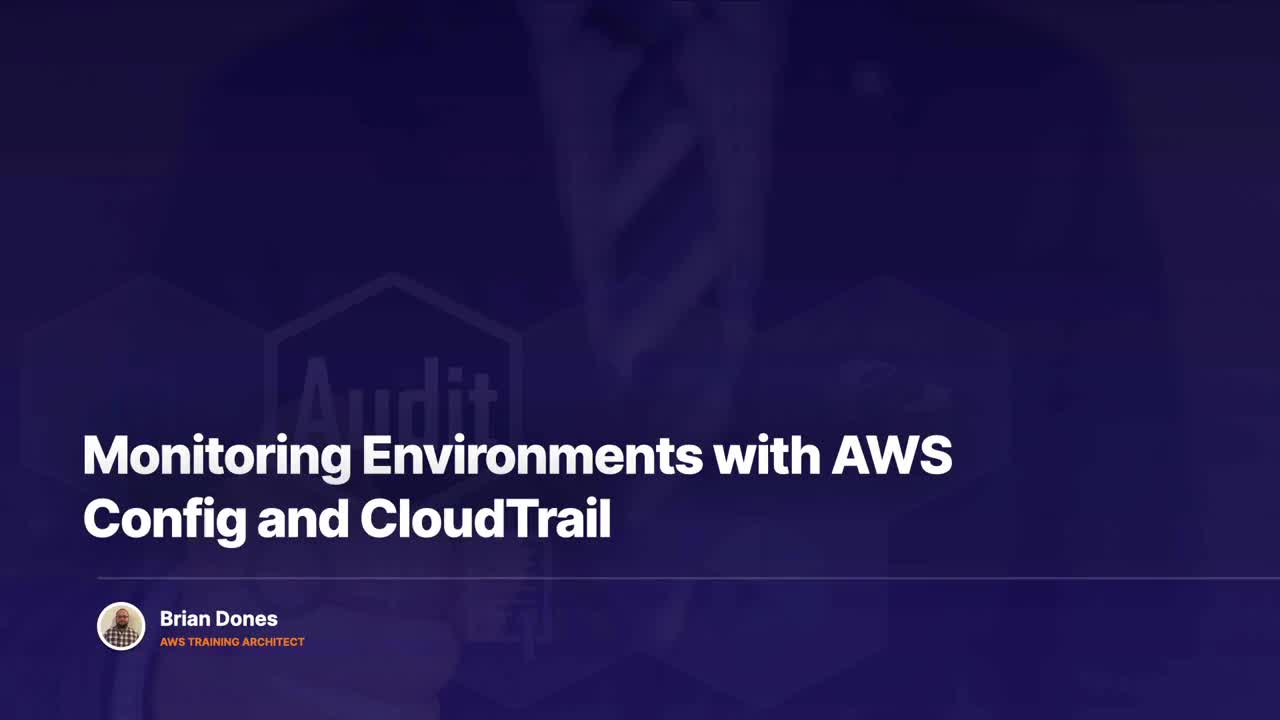 Audit
Monitoring Environments with AWS
Config and CloudTrail
Brian Dones
AWS TRAINING ARCHITECT